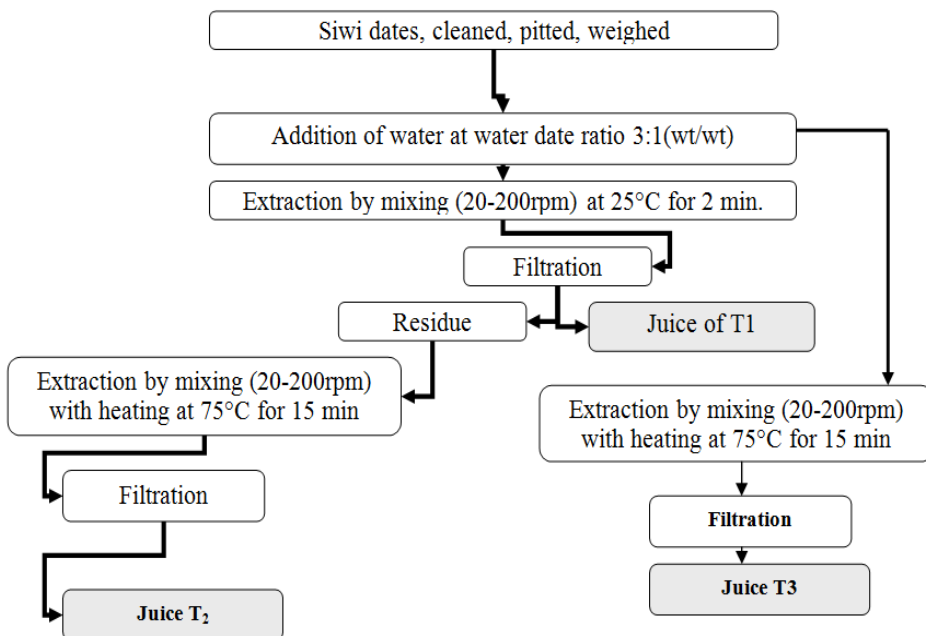 Siwi dates, cleaned, pitted, weighed
Addition of water at water date ratio 3:1(wt/wt)
Extraction by mixing (20-200rpm) at 25°C for 2 min.
Filtration
Residue
Juice of T1
Extraction by mixing (20-200rpm)
with heating at 75°C for 15 min
Extraction by mixing (20-200rpm)
with heating at 75°C for 15 min
Filtration
Filtration
Juice T3
Juice T₂